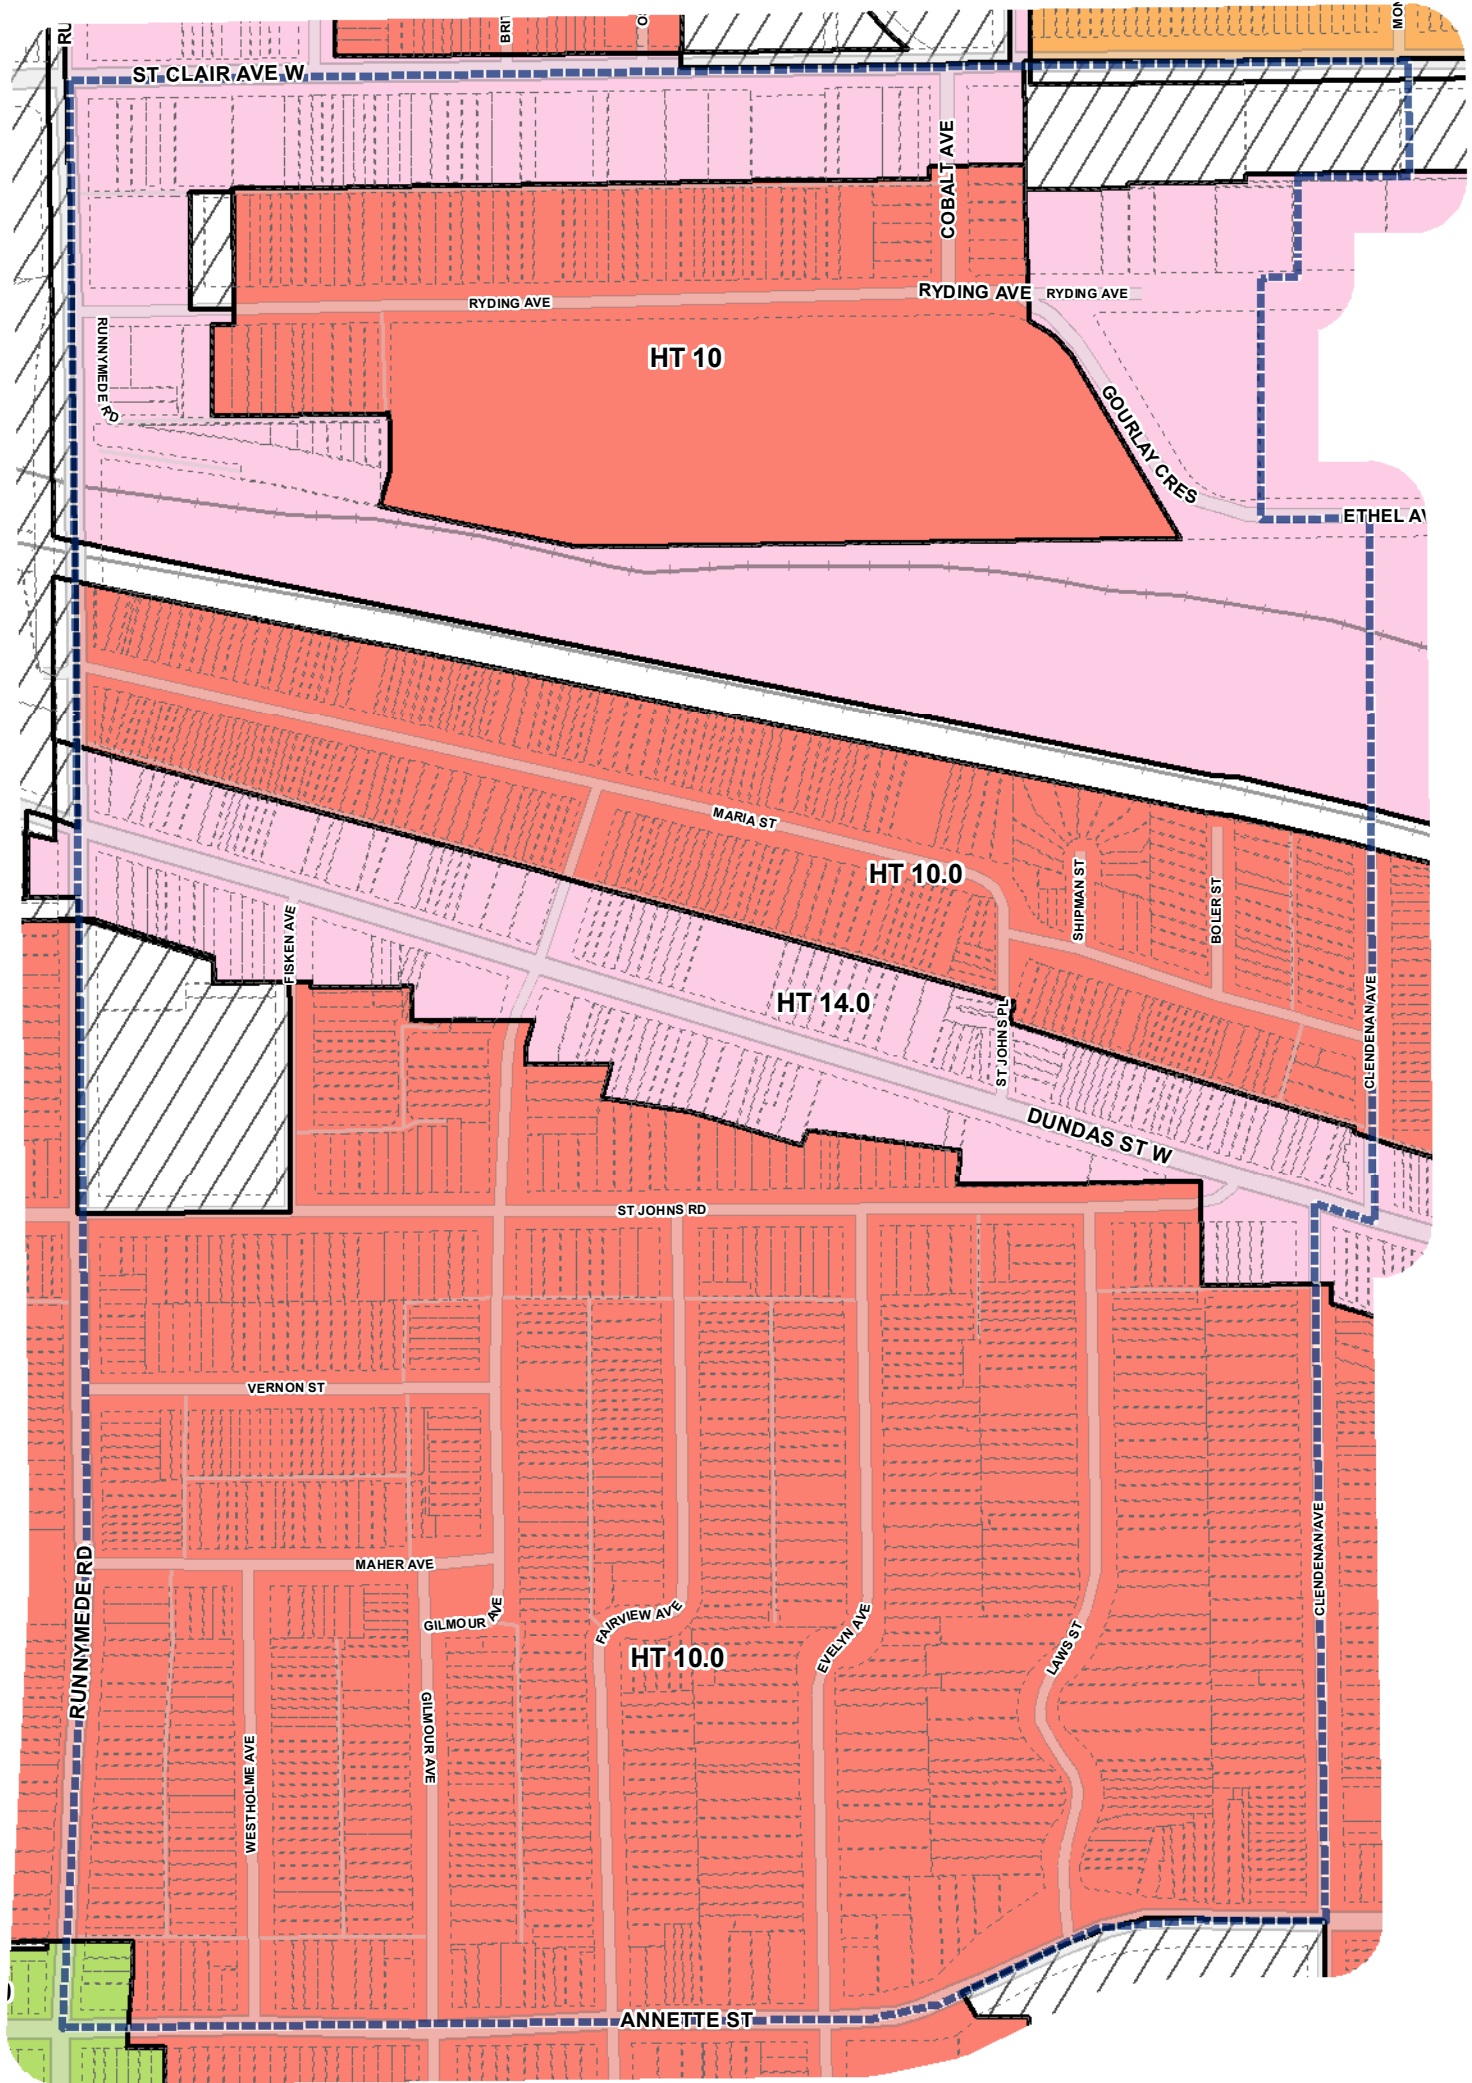 ST CLAIR AVE W
COBALT AVE
RYDING AVE
RYDING AVE
RYDING AVE
RUNNYMEDE RD
HT 10
GOURLAY CRES
MARIA ST
HT 10.0
SHIPMAN ST
BOLER ST
FISKEN AVE
HT 14.0
ST JOHNS PL
CLENDENAN AVE
DUNDAS ST W
ST JOHNS RD
VERNON ST
MAHER AVE
GILMOUR AVE
FAIRVIEW AVE
EVELYN AVE
LAWS ST
CLENDENAN AVE
RUNNYMEDE RD
HT 10.0
GILMOUR AVE
WESTHOLME AVE
ANNETTE ST